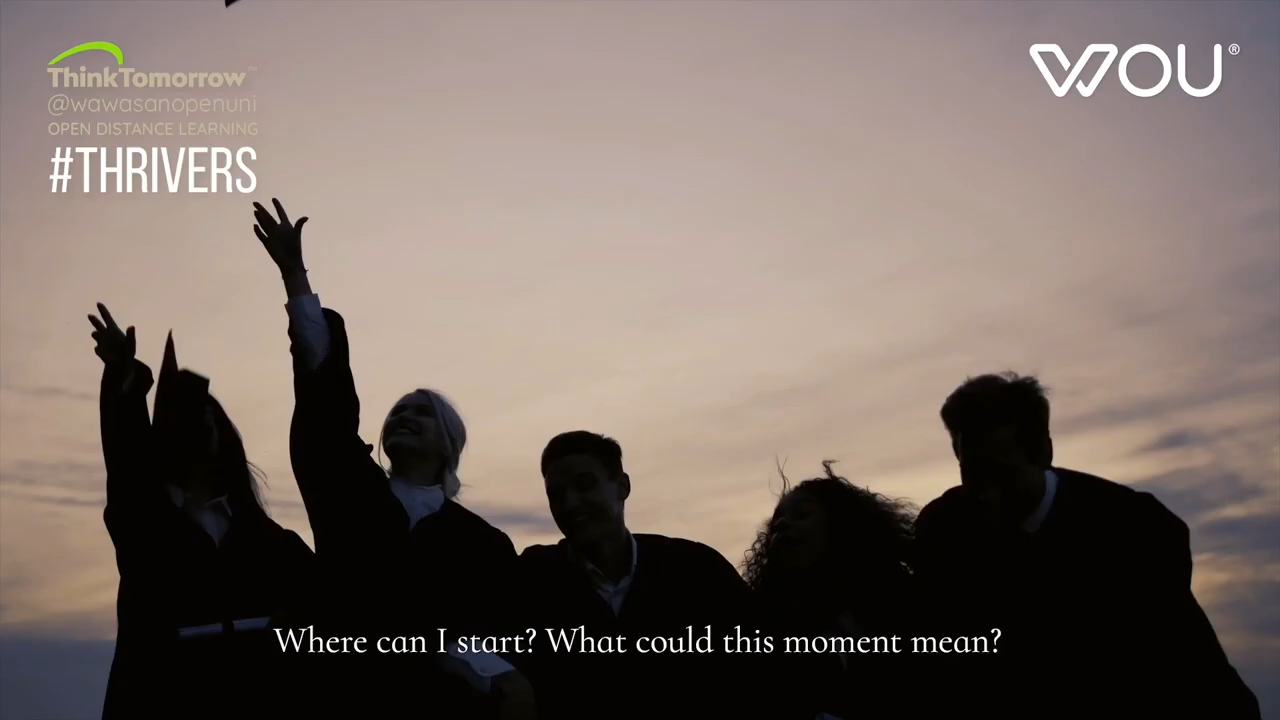 ThinkTomorrow™
@wawasanopenuni
OPEN DISTANCE LEARNING
#THRIVERS
WOU®
Where can I start? What could this moment mean?